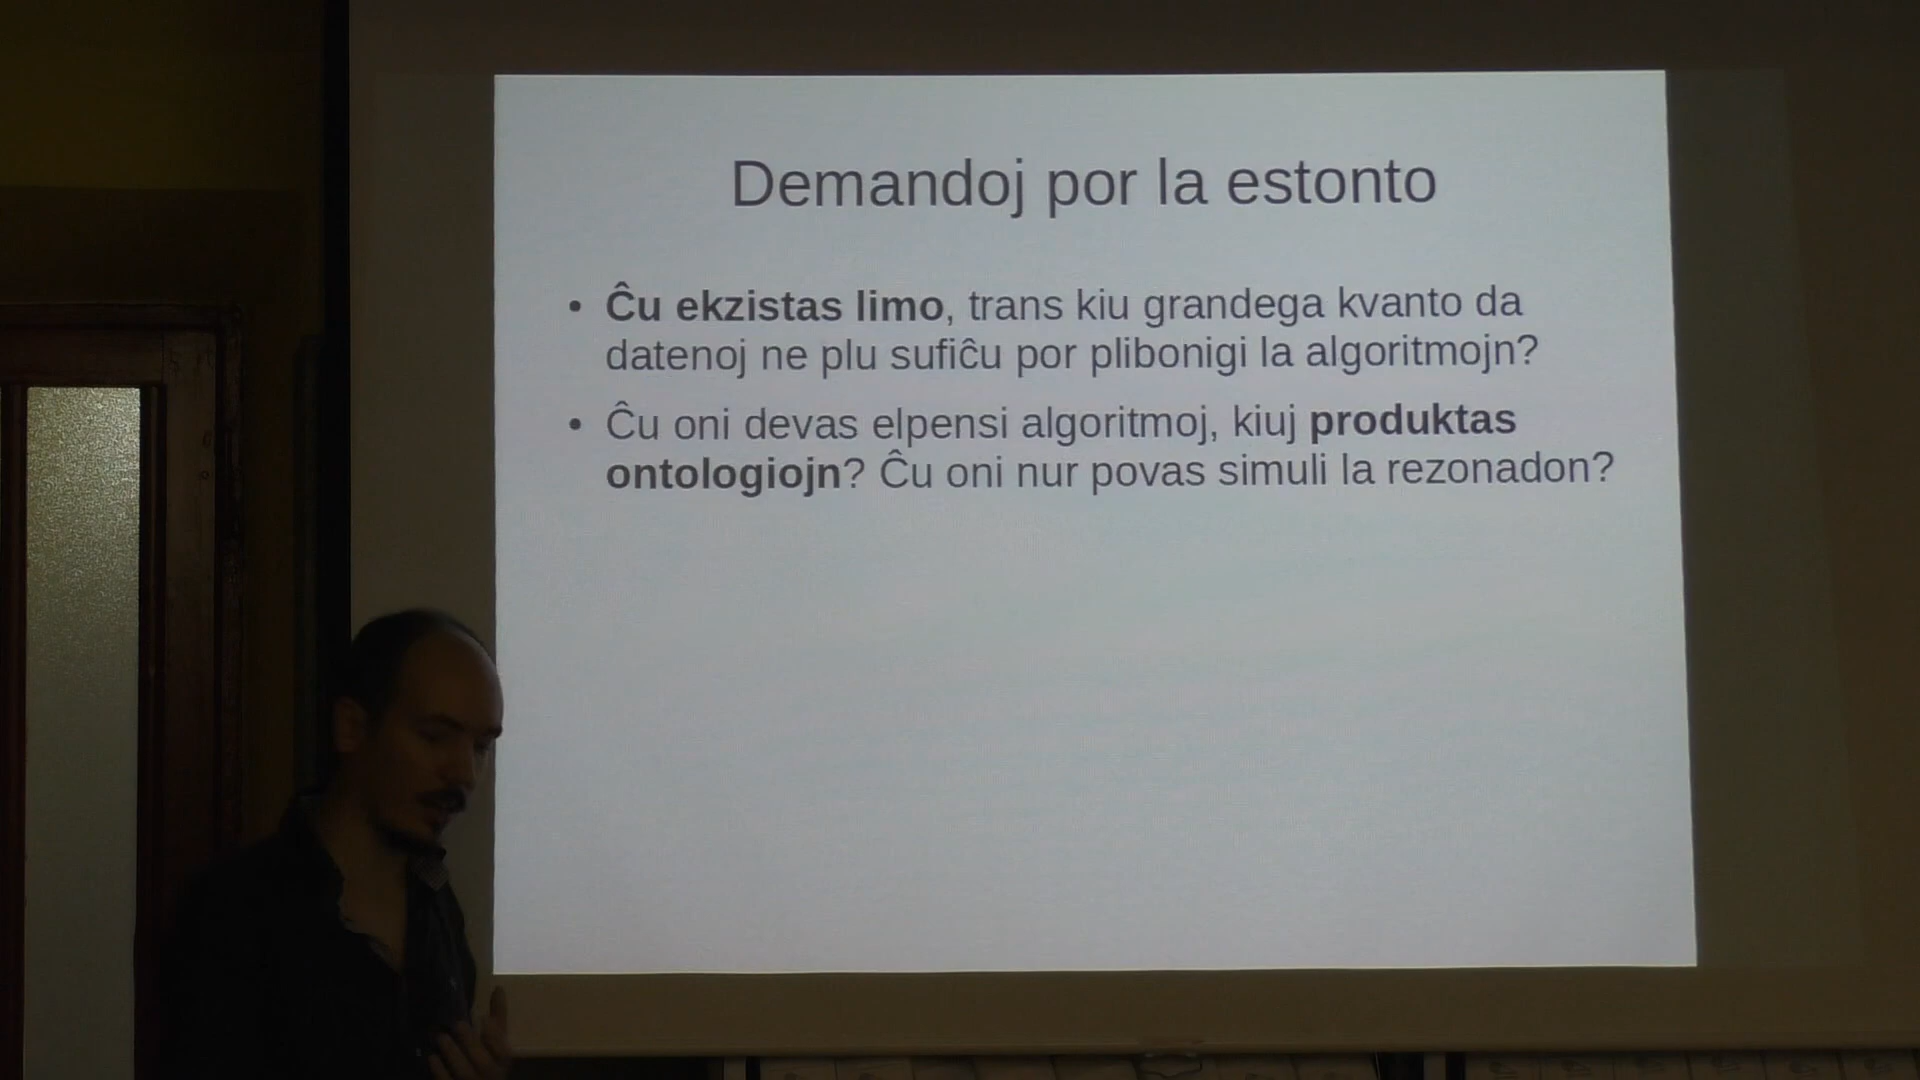 Demandoj por la estonto
• Ĉu ekzistas limo, trans kiu grandega kvanto da
datenoj ne plu sufiĉu por plibonigi la algoritmojn?
• Ĉu oni devas elpensi algoritmoj, kiuj produktas
ontologiojn? Ĉu oni nur povas simuli la rezonadon?